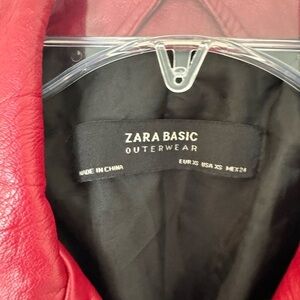 ZARA BASIC
OUTERWEAR
MADE IN CHINA
EUR XS USA XS MEX 24